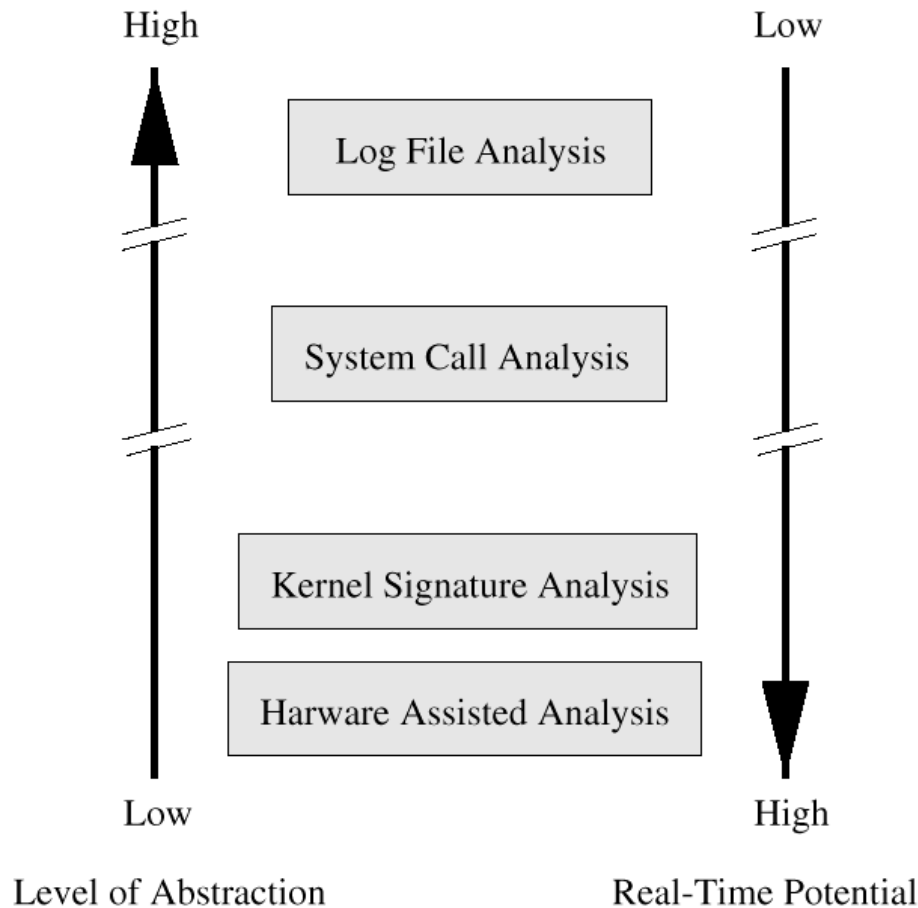 High
Low
Log File Analysis
System Call Analysis
Kernel Signature Analysis
Harware Assisted Analysis
Low
High
Level of Abstraction
Real-Time Potential